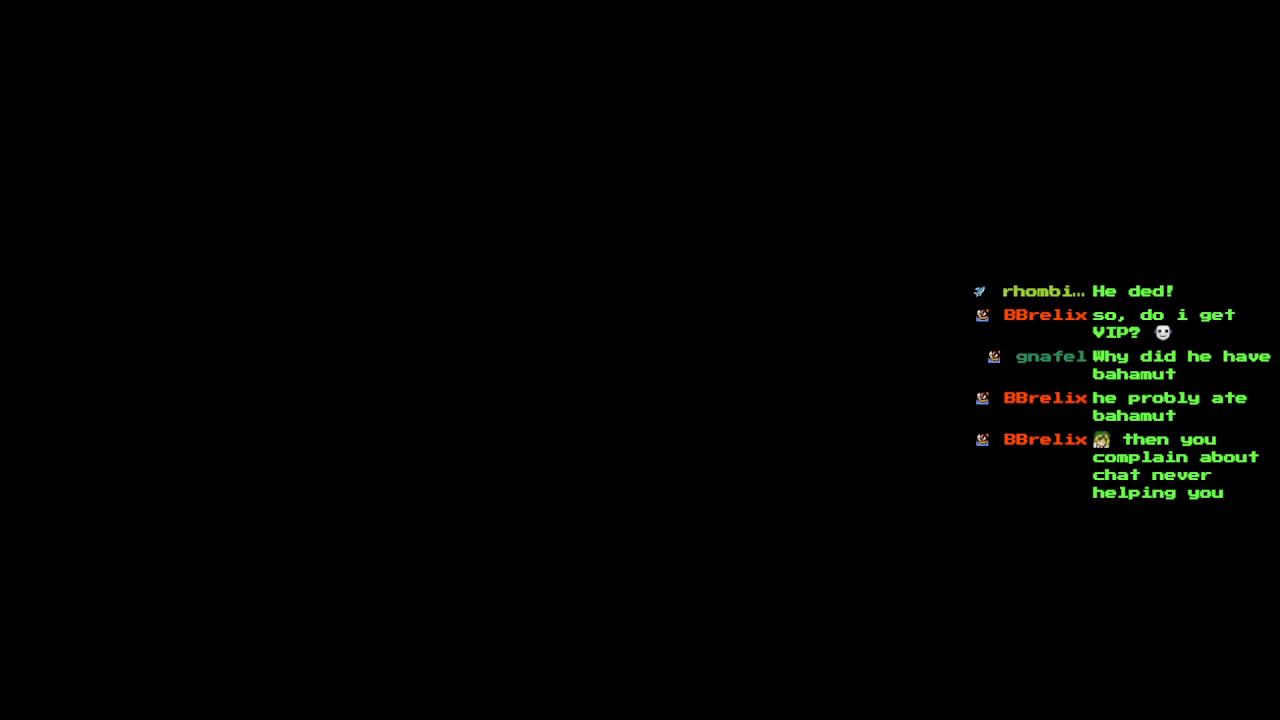 rhombi... He ded!
BBrelix so, do i get
VIP?
gnafel Why did he have
bahamut
BBrelix he probly ate
bahamut
BBrelix then you
complain about
chat never
helping you